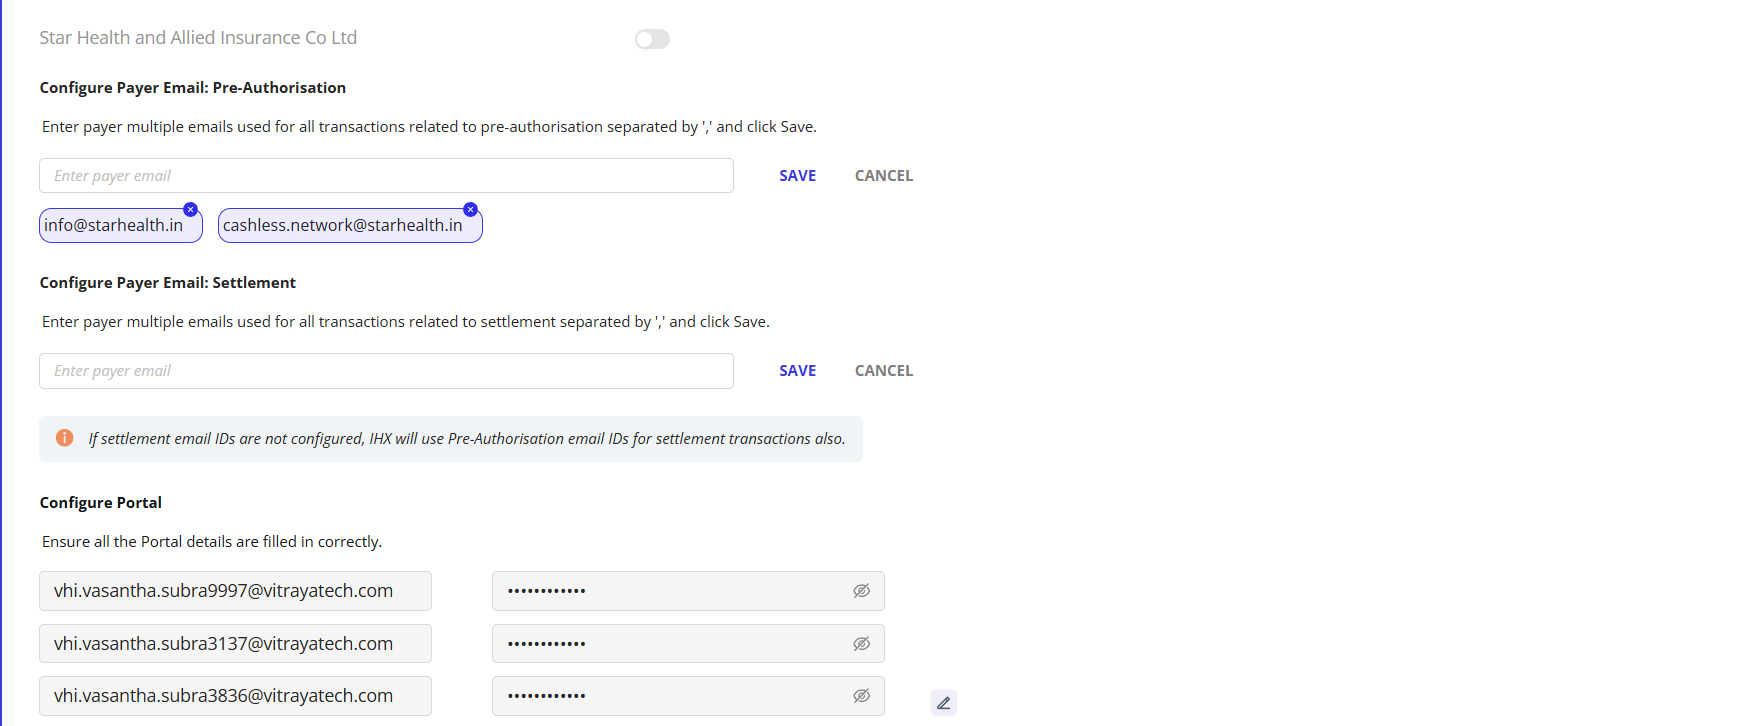 Star Health and Allied Insurance Co Ltd
Configure Payer Email: Pre-Authorisation
Enter payer multiple emails used for all transactions related to pre-authorisation separated by ',' and click Save.
Enter payer email SAVE CANCEL
info@starhealth.in cashless.network@starhealth.in
Configure Payer Email: Settlement
Enter payer multiple emails used for all transactions related to settlement separated by ',' and click Save.
Enter payer email SAVE CANCEL
If settlement email IDs are not configured, IHX will use Pre-Authorisation email IDs for settlement transactions also.
Configure Portal
Ensure all the Portal details are filled in correctly.
vhi.vasantha.subra9997@vitrayatech.com ••••••••••••
vhi.vasantha.subra3137@vitrayatech.com ••••••••••••
vhi.vasantha.subra3836@vitrayatech.com ••••••••••••